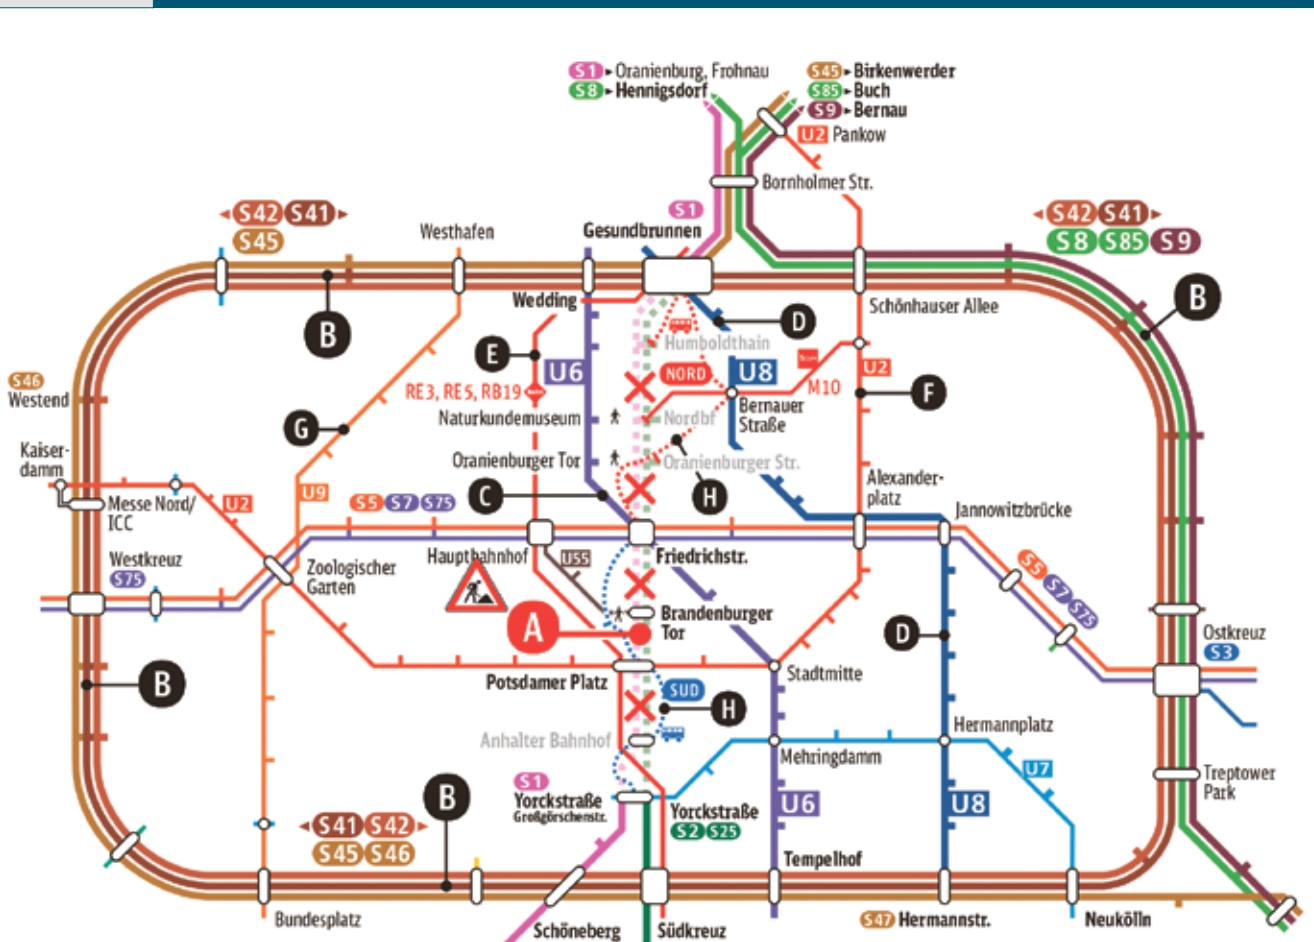 S1 Oranienburg, Frohnau
S8 Hennigsdorf
S45 Birkenwerder
S85 Buch
S9 Bernau
U2 Pankow
Bornholmer Str.
S42 S41
S45
Westhafen
S1
Gesundbrunnen
S42 S41
S8 S85 S9
B
Wedding
D
Schönhauser Allee
B
E
Humboldthain
U6
NORD
U8
M10
U2
F
S46
Westend
RE3, RE5, RB19
Naturkundemuseum
Nordbf
Bernauer
Straße
G
Kaiser-
damm
Oranienburger Tor
Oranienburger Str.
H
Alexander-
platz
Messe Nord/
ICC
U2
U9
S5 S7 S75
C
Jannowitzbrücke
Westkreuz
S75
Zoologischer
Garten
Hauptbahnhof
U55
Friedrichstr.
S5 S7 S75
A
Brandenburger
Tor
D
Ostkreuz
S3
B
Potsdamer Platz
SUD
H
Stadtmitte
Anhalter Bahnhof
Mehringdamm
Hermannplatz
U7
Treptower
Park
S1
Yorckstraße
Großgörschenstr.
Yorckstraße
S2 S25
U6
U8
B
S41 S42
S45 S46
Tempelhof
Bundesplatz
Schöneberg
Südkreuz
S47 Hermannstr.
Neukölln